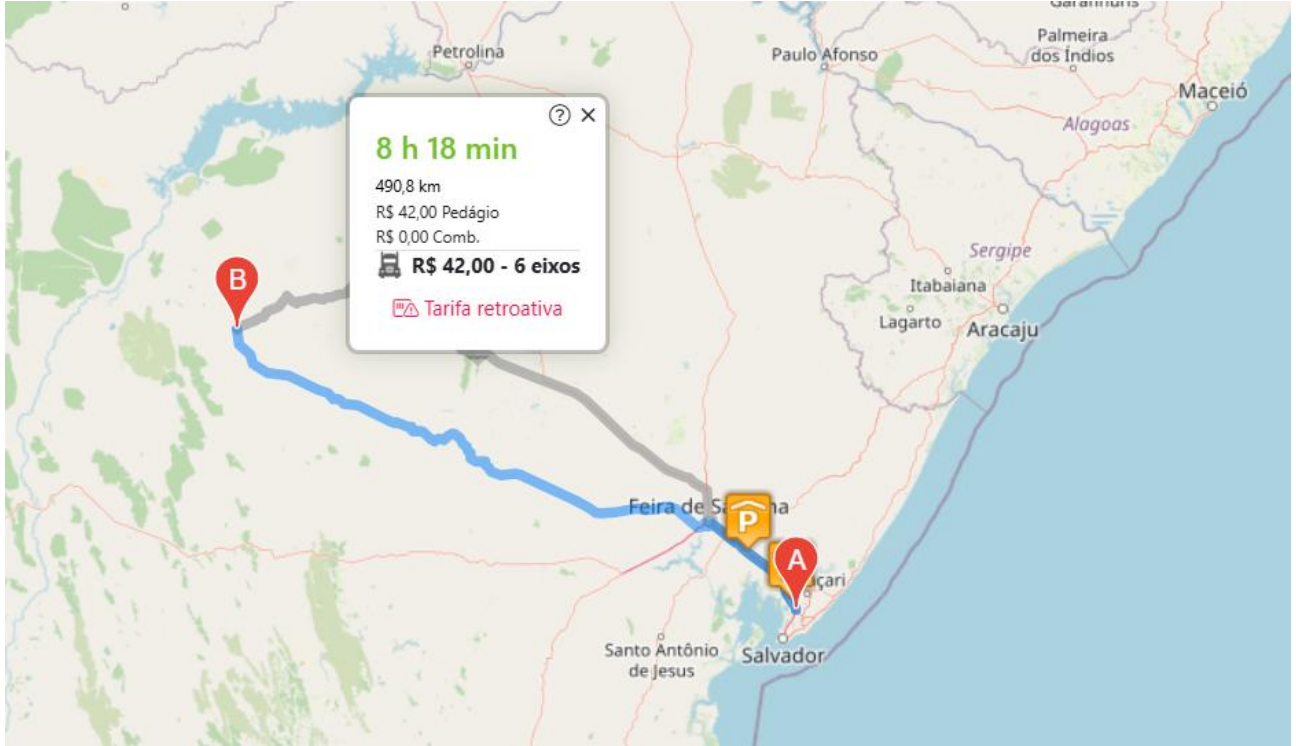 Garanhuns
Petrolina
Paulo Afonso
Palmeira
dos Índios
Maceió
Alagoas
8 h 18 min
490,8 km
R$ 42,00 Pedágio
R$ 0,00 Comb.
R$ 42,00 - 6 eixos
Tarifa retroativa
B
Sergipe
Itabaiana
Lagarto
Aracaju
Feira de Sa na
P
A
çari
Santo Antônio
de Jesus
Salvador